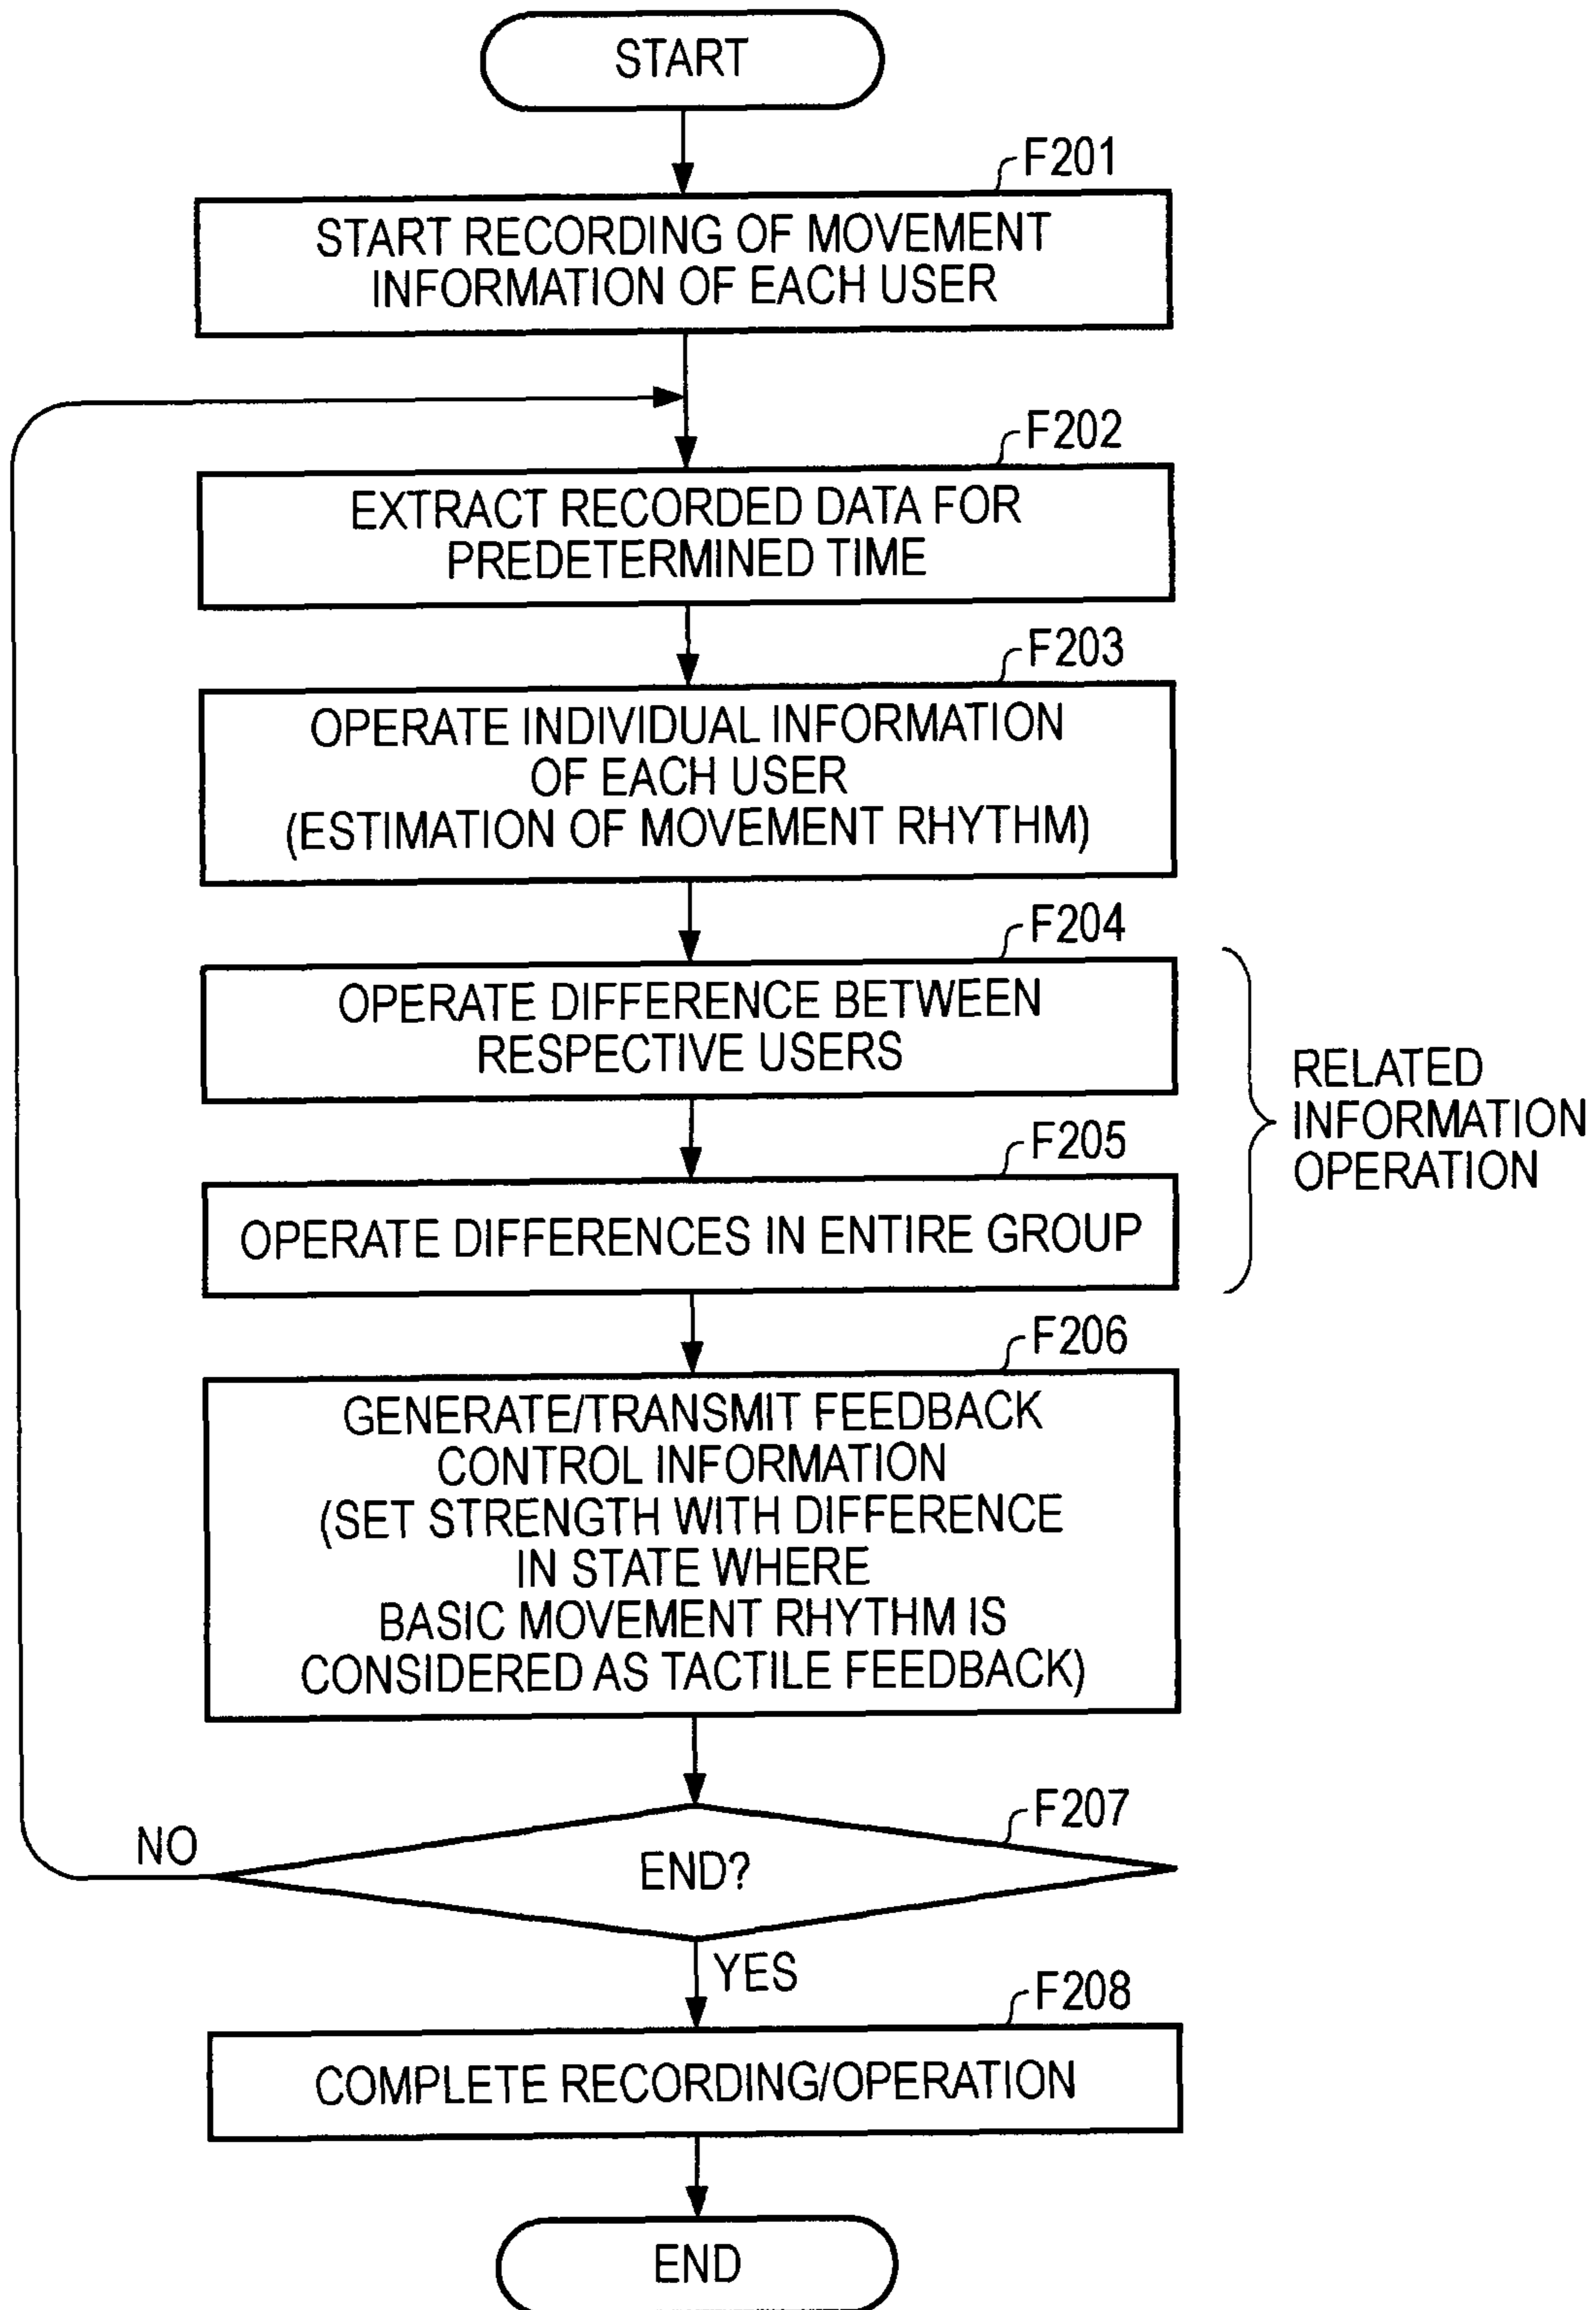 START
F201
START RECORDING OF MOVEMENT
INFORMATION OF EACH USER
F202
EXTRACT RECORDED DATA FOR
PREDETERMINED TIME
F203
OPERATE INDIVIDUAL INFORMATION
OF EACH USER
(ESTIMATION OF MOVEMENT RHYTHM)
F204
OPERATE DIFFERENCE BETWEEN
RESPECTIVE USERS
F205
OPERATE DIFFERENCES IN ENTIRE GROUP
RELATED
INFORMATION
OPERATION
F206
GENERATE/TRANSMIT FEEDBACK
CONTROL INFORMATION
(SET STRENGTH WITH DIFFERENCE
IN STATE WHERE
BASIC MOVEMENT RHYTHM IS
CONSIDERED AS TACTILE FEEDBACK)
F207
NO
END?
YES
F208
COMPLETE RECORDING/OPERATION
END